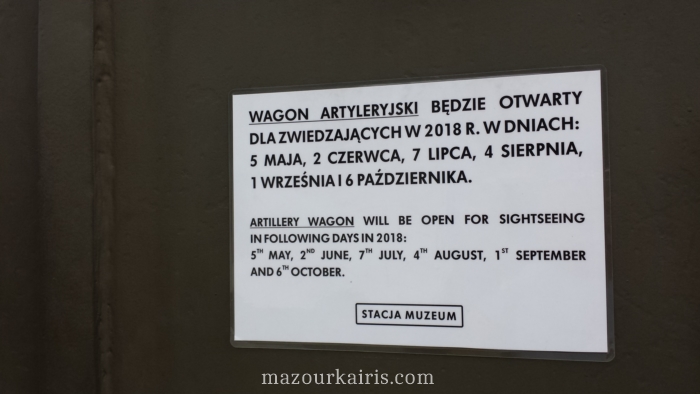 WAGON ARTYLERYJSKI BĘDZIE OTWARTY
DLA ZWIEDZAJĄCYCH W 2018 R. W DNIACH:
5 MAJA, 2 CZERWCA, 7 LIPCA, 4 SIERPNIA,
1 WRZEŚNIA I 6 PAŹDZIERNIKA.
ARTILLERY WAGON WILL BE OPEN FOR SIGHTSEEING
IN FOLLOWING DAYS IN 2018:
5TH MAY, 2ND JUNE, 7TH JULY, 4TH AUGUST, 1ST SEPTEMBER
AND 6TH OCTOBER.
STACJA MUZEUM
mazourkairis.com